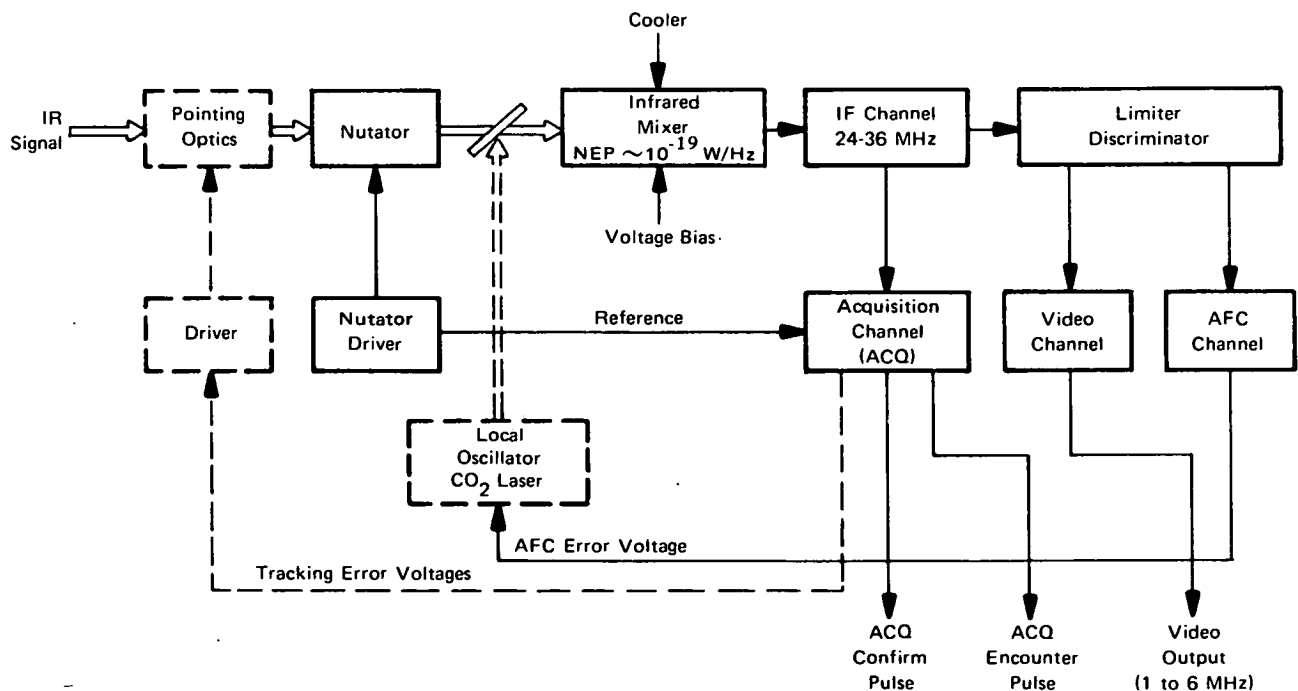 Cooler
IR
Signal
Pointing
Optics
Nutator
Infrared
Mixer
NEP ~10^-19 W/Hz
IF Channel
24-36 MHz
Limiter
Discriminator
Voltage Bias
Driver
Nutator
Driver
Reference
Acquisition
Channel
(ACQ)
Video
Channel
AFC
Channel
Local
Oscillator
CO2 Laser
AFC Error Voltage
Tracking Error Voltages
ACQ
Confirm
Pulse
ACQ
Encounter
Pulse
Video
Output
(1 to 6 MHz)